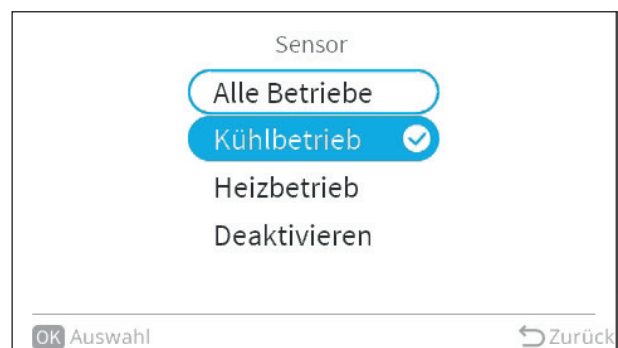 Sensor
Alle Betriebe
Kühlbetrieb
Heizbetrieb
Deaktivieren
OK Auswahl Zurück